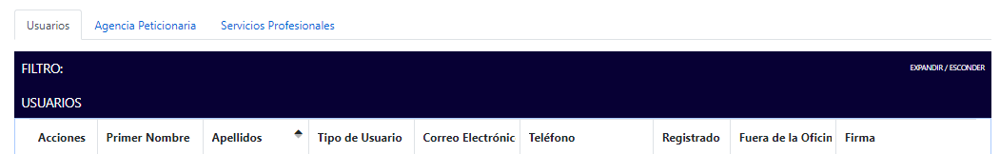 Usuarios Agencia Peticionaria Servicios Profesionales
FILTRO: EXPANDIR / ESCONDER
USUARIOS
Acciones Primer Nombre Apellidos Tipo de Usuario Correo Electrónic Teléfono Registrado Fuera de la Oficin Firma